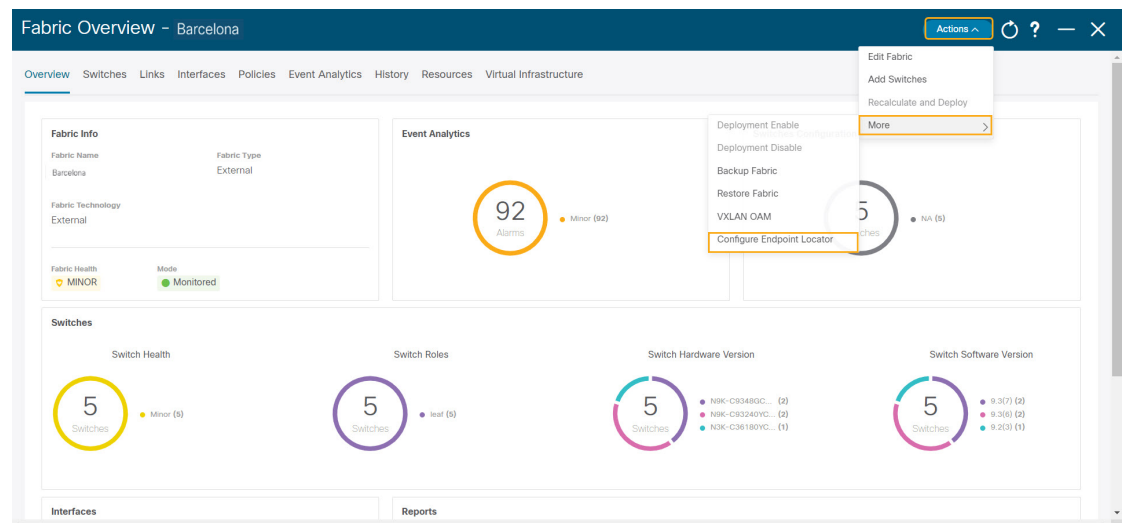 Fabric Overview - Barcelona
Actions
?
Edit Fabric
Add Switches
Recalculate and Deploy
More
Deployment Enable
Deployment Disable
Backup Fabric
Restore Fabric
VXLAN OAM
Configure Endpoint Locator
Overview Switches Links Interfaces Policies Event Analytics History Resources Virtual Infrastructure
Fabric Info
Fabric Name Fabric Type
Barcelona External
Fabric Technology
External
Fabric Health Mode
MINOR Monitored
Event Analytics
92
Alarms
Minor (92)
5
NA (5)
Switches
Switch Health
5
Switches
Minor (5)
Switch Roles
5
Switches
leaf (5)
Switch Hardware Version
5
Switches
N9K-C9348GC... (2)
N9K-C93240YC... (2)
N3K-C36180YC... (1)
Switch Software Version
5
Switches
9.3(7) (2)
9.3(6) (2)
9.2(3) (1)
Interfaces
Reports